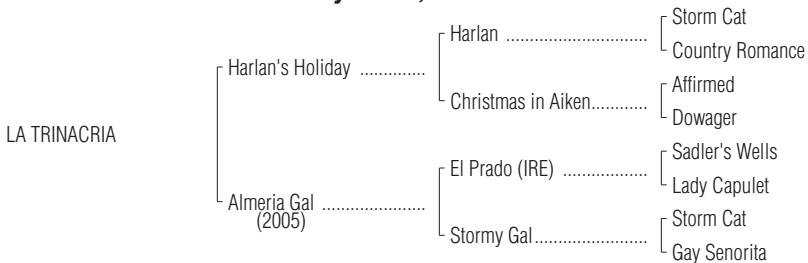 Harlan's Holiday ..............
Harlan ..............................
Storm Cat
Country Romance
Christmas in Aiken............
Affirmed
Dowager
LA TRINACRIA
Almeria Gal ......................
(2005)
El Prado (IRE) ..................
Sadler's Wells
Lady Capulet
Stormy Gal........................
Storm Cat
Gay Senorita